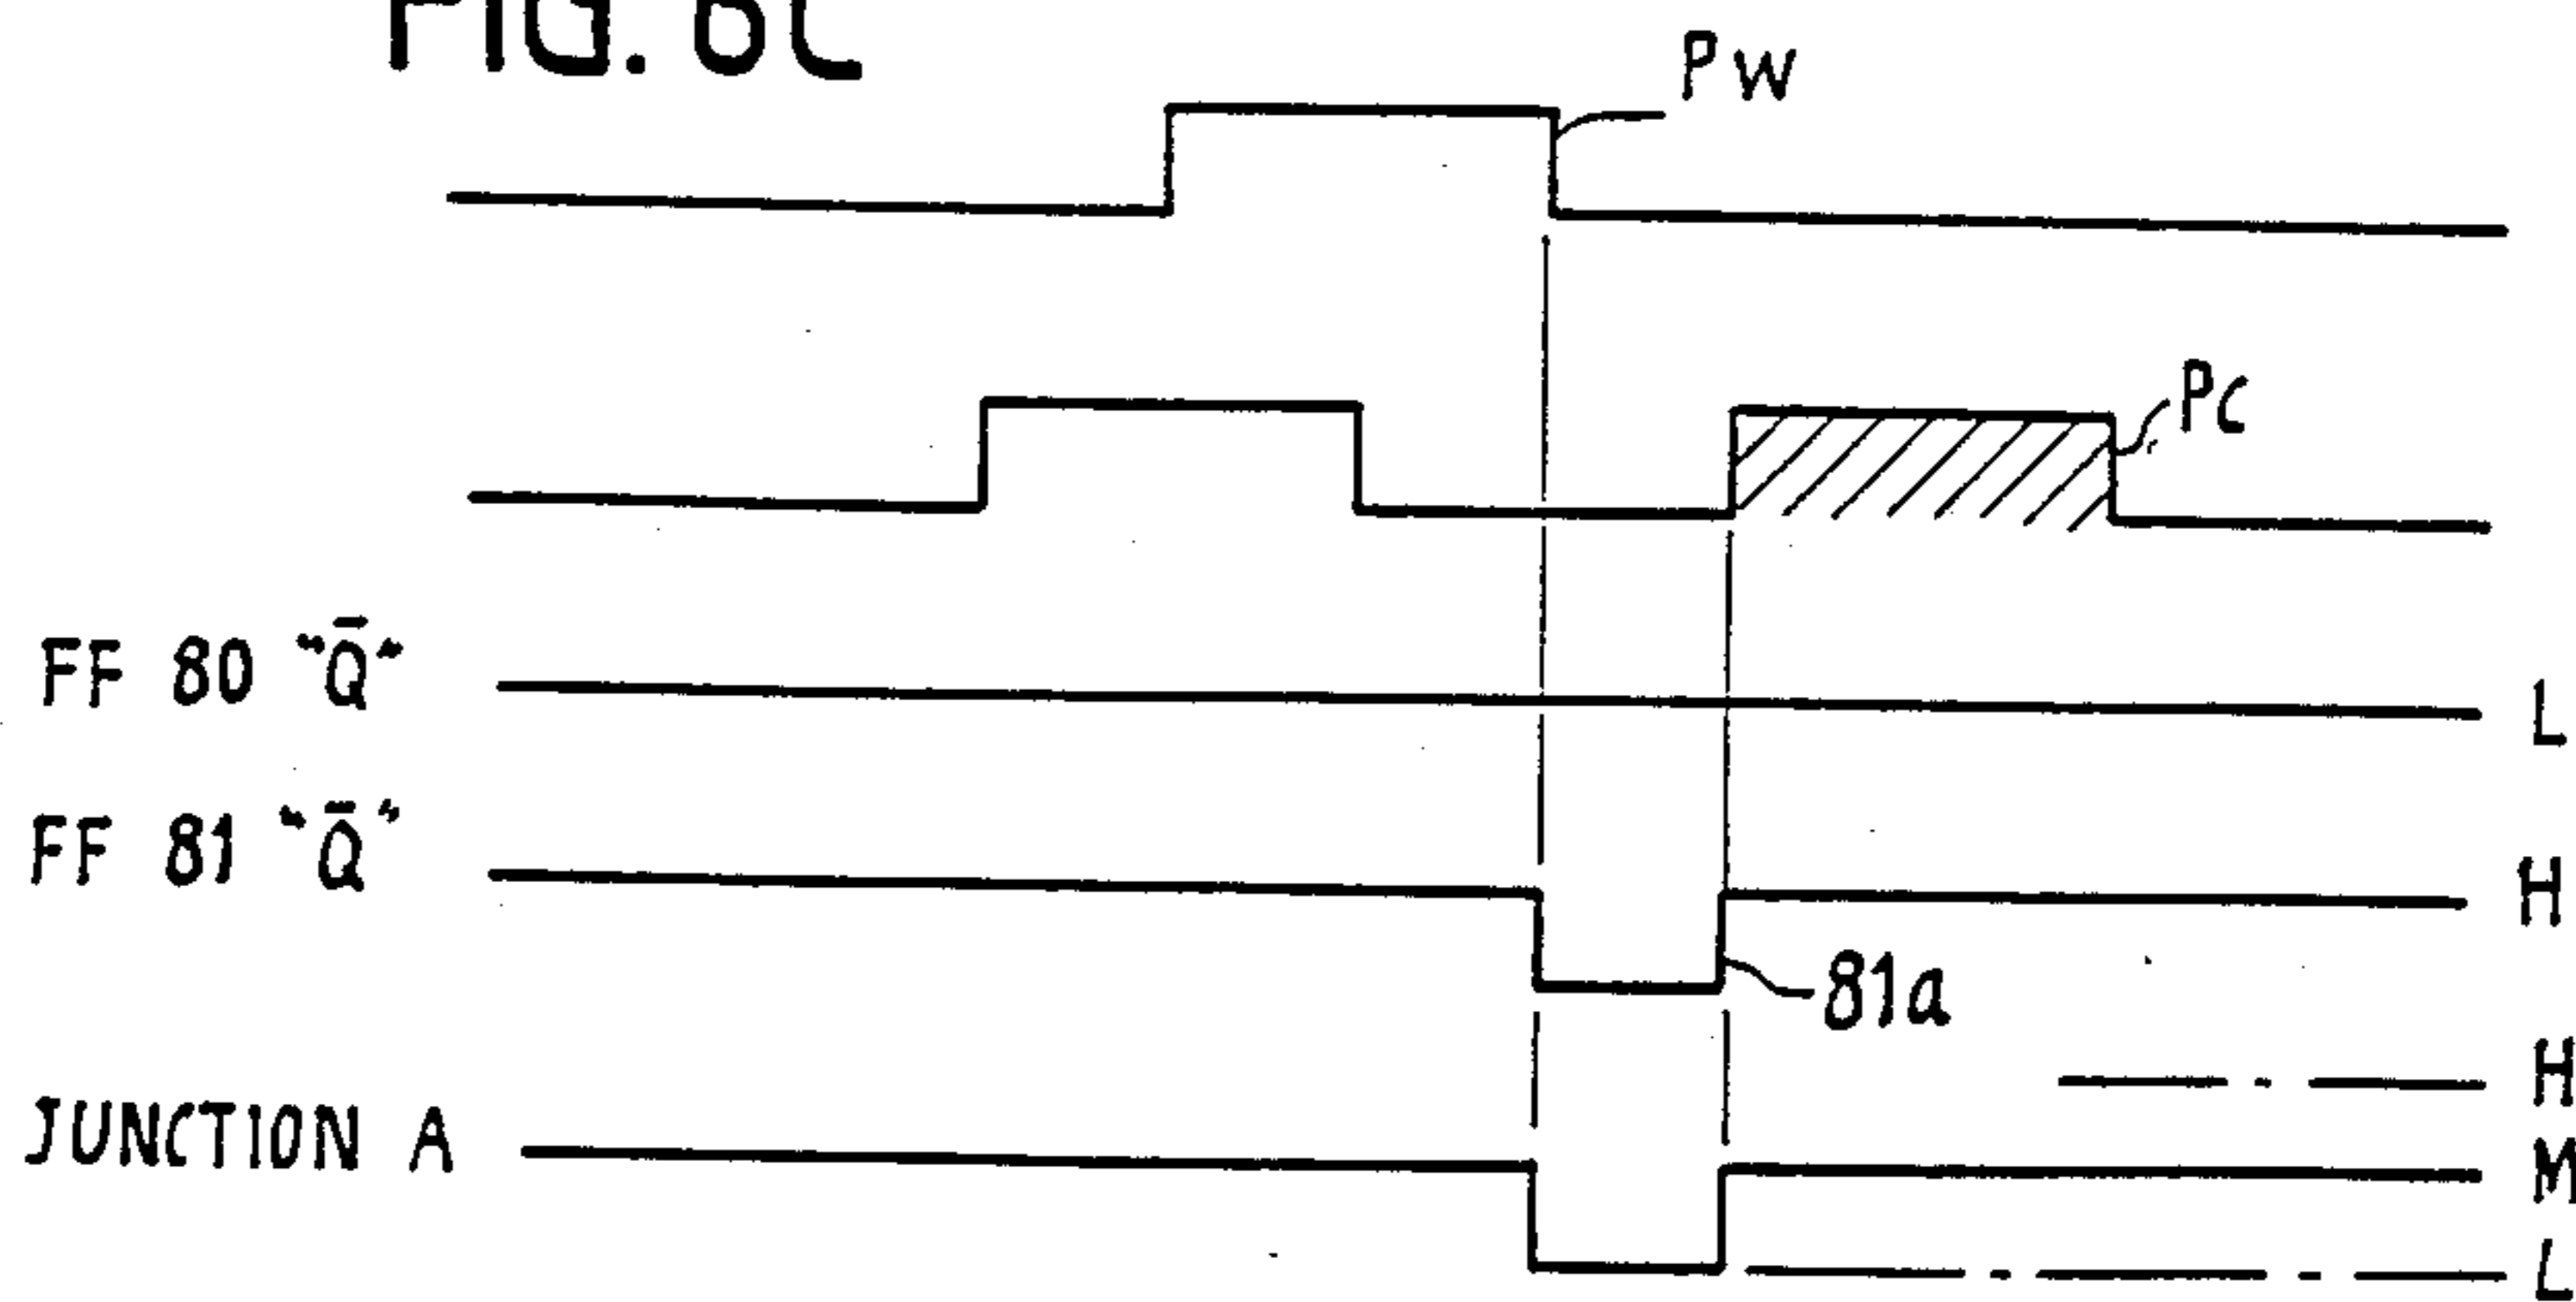 FIG. 6C
PW
PC
FF 80 "Q̄"
L
FF 81 "Q̄"
H
81a
H
JUNCTION A
M
L